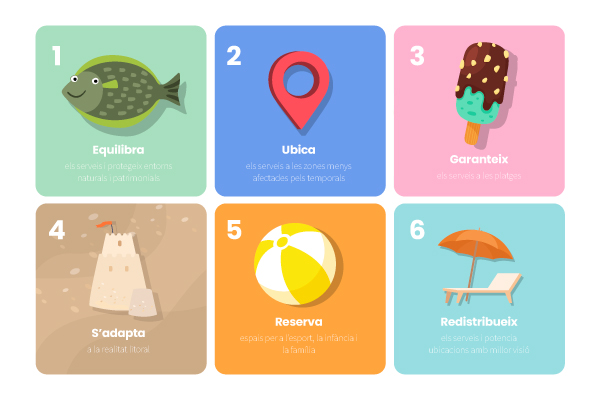 1
Equilibra
els serveis i protegeix entorns
naturals i patrimonials
2
Ubica
els serveis a les zones menys
afectades pels temporals
3
Garanteix
els serveis a les platges
4
S'adapta
a la realitat litoral
5
Reserva
espais per a l'esport, la infància i
la família
6
Redistribueix
els serveis i potencia
ubicacions amb millor visió